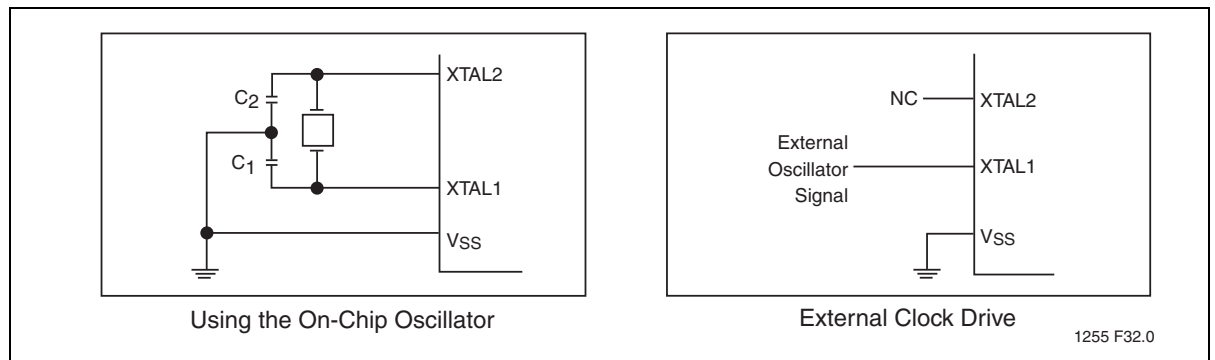 XTAL2
C2
C1
XTAL1
VSS
Using the On-Chip Oscillator
NC
XTAL2
External
Oscillator
Signal
XTAL1
VSS
External Clock Drive
1255 F32.0